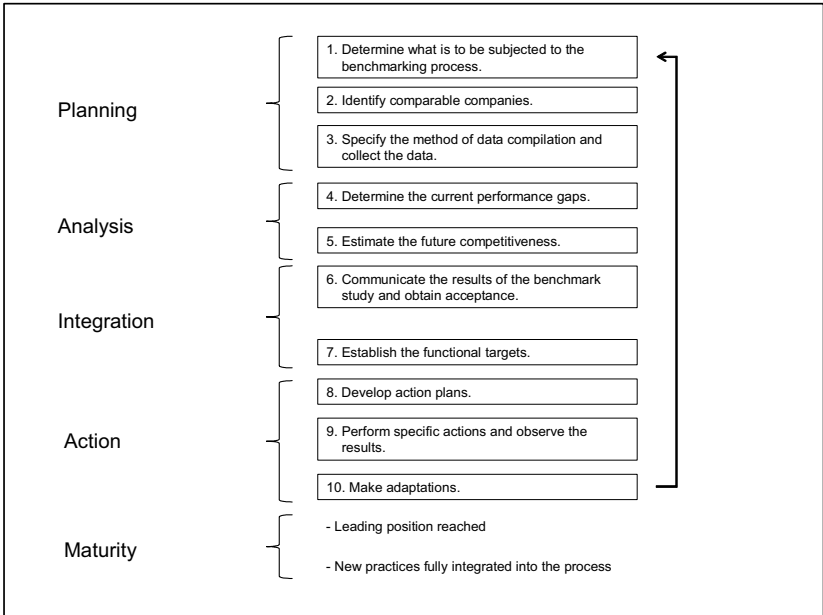 Planning
1. Determine what is to be subjected to the
benchmarking process.
2. Identify comparable companies.
3. Specify the method of data compilation and
collect the data.
Analysis
4. Determine the current performance gaps.
5. Estimate the future competitiveness.
Integration
6. Communicate the results of the benchmark
study and obtain acceptance.
7. Establish the functional targets.
Action
8. Develop action plans.
9. Perform specific actions and observe the
results.
10. Make adaptations.
Maturity
- Leading position reached
- New practices fully integrated into the process